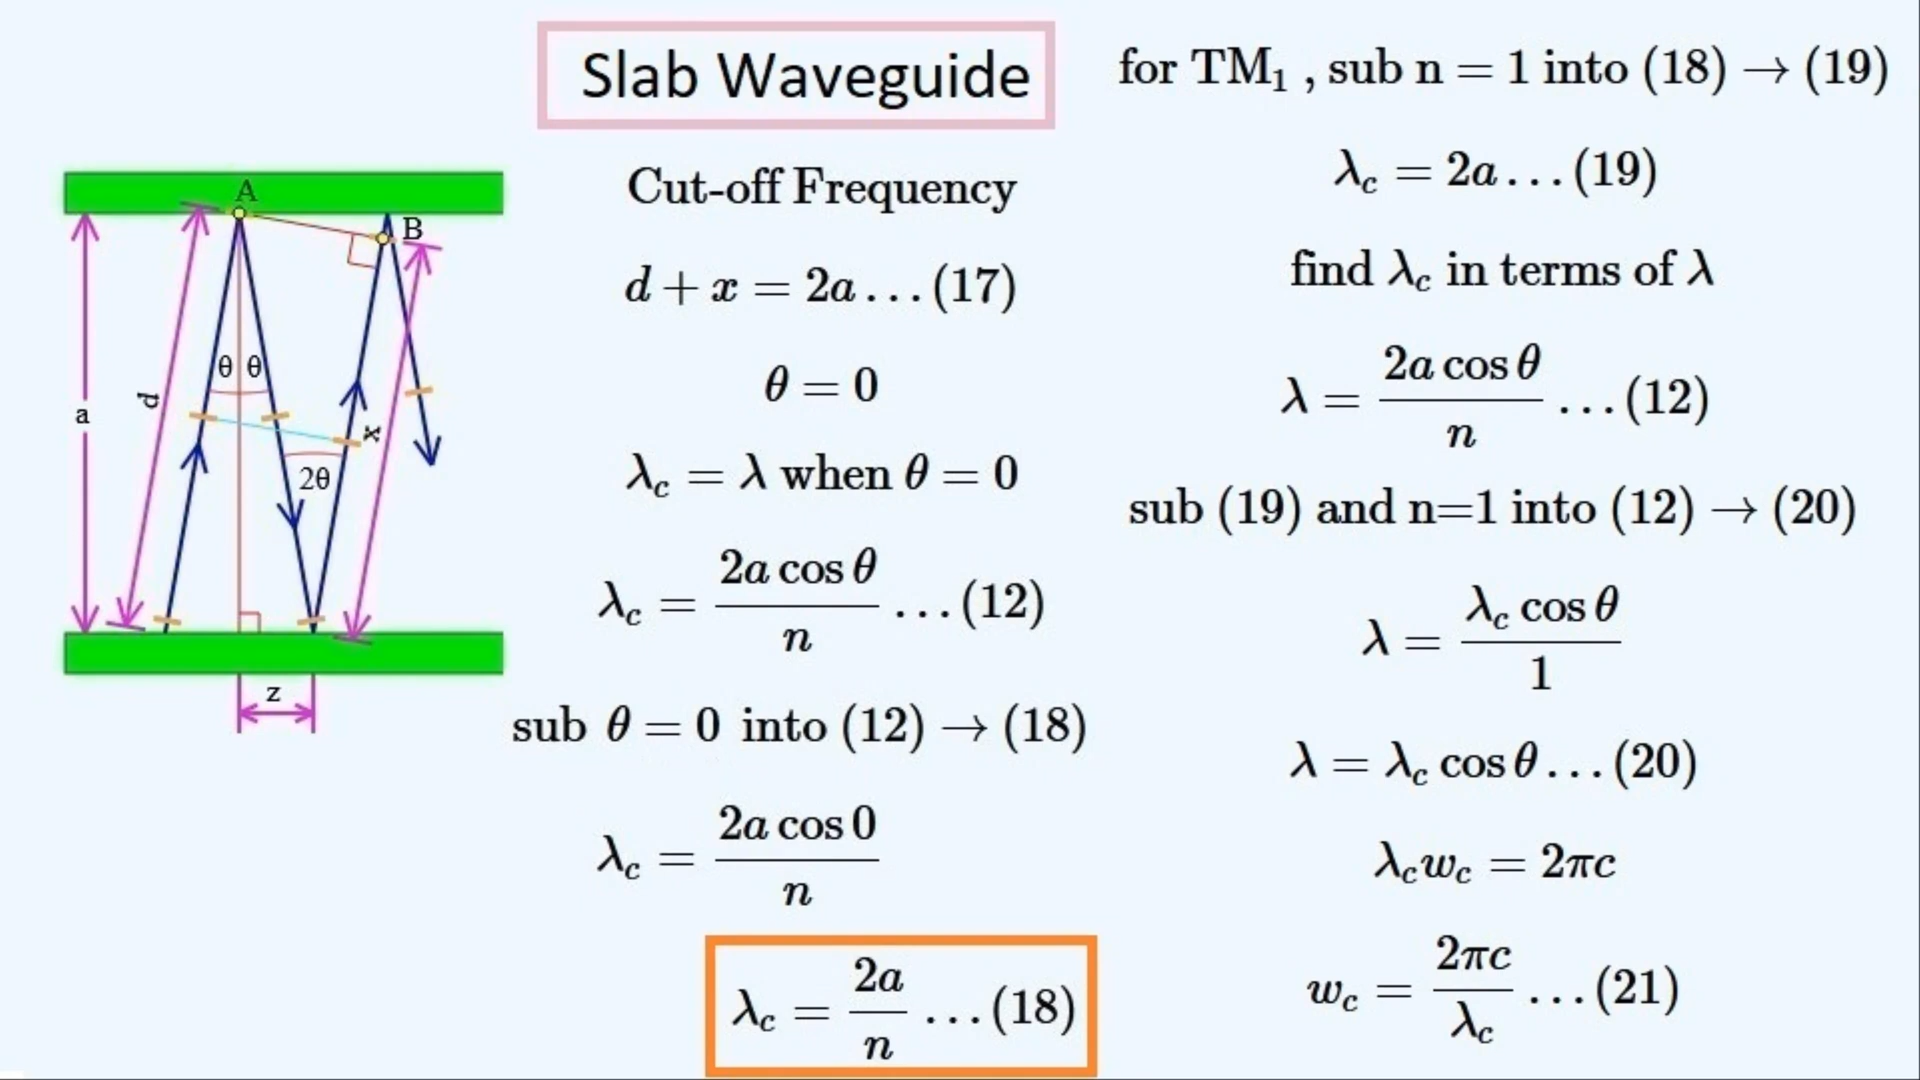 Slab Waveguide
A
B
a
d
θ θ
x
2θ
z
Cut-off Frequency
d + x = 2a ... (17)
θ = 0
λc = λ when θ = 0
λc = 2a cos θ / n ... (12)
sub θ = 0 into (12) → (18)
λc = 2a cos 0 / n
λc = 2a / n ... (18)
for TM₁ , sub n = 1 into (18) → (19)
λc = 2a ... (19)
find λc in terms of λ
λ = 2a cos θ / n ... (12)
sub (19) and n=1 into (12) → (20)
λ = λc cos θ / 1
λ = λc cos θ ... (20)
λc wc = 2πc
wc = 2πc / λc ... (21)